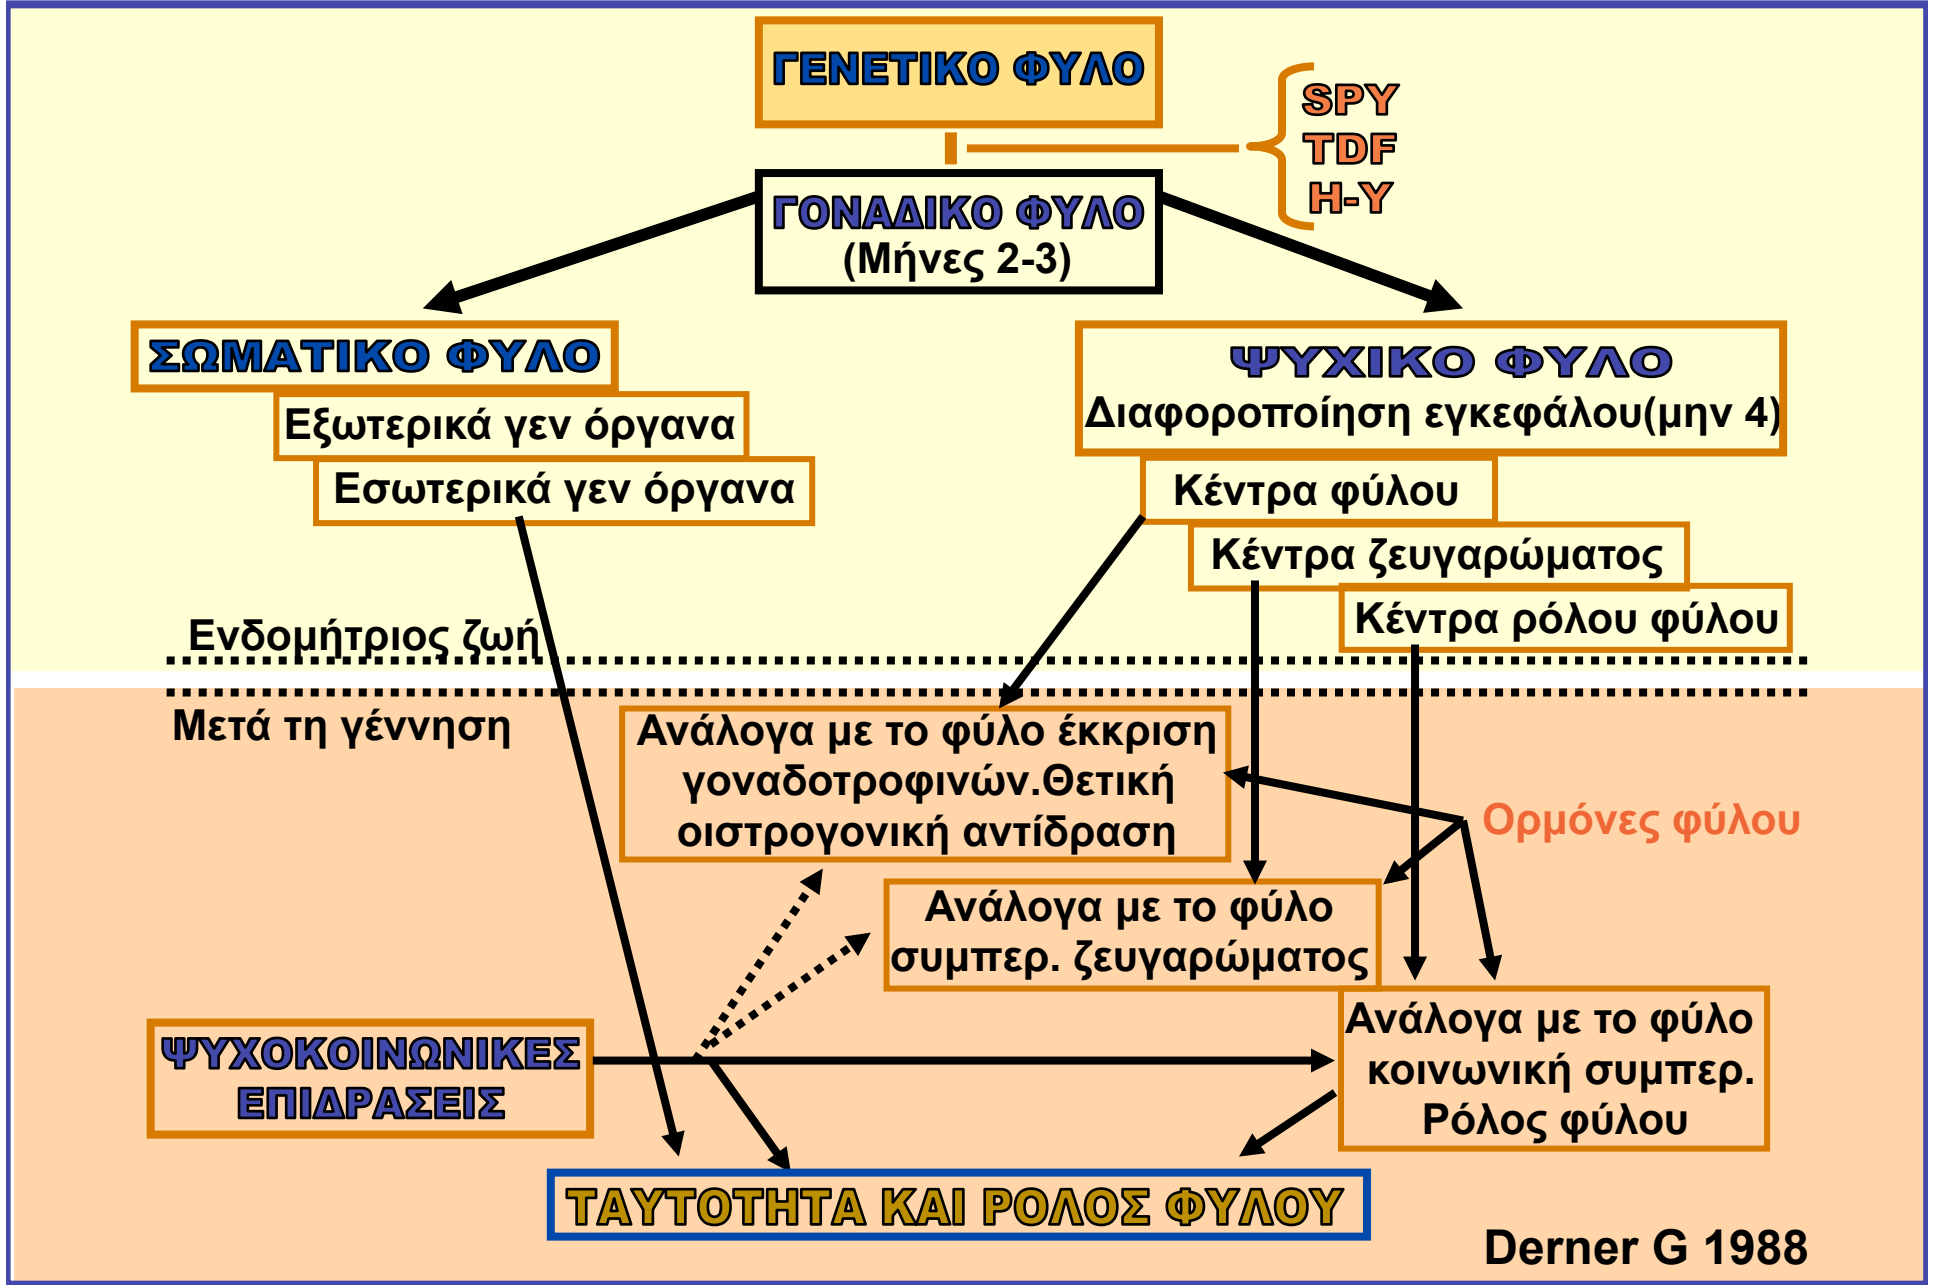 ΓΕΝΕΤΙΚΟ ΦΥΛΟ
SPY
TDF
H-Y
ΓΟΝΑΔΙΚΟ ΦΥΛΟ
(Μήνες 2-3)
ΣΩΜΑΤΙΚΟ ΦΥΛΟ
Εξωτερικά γεν όργανα
Εσωτερικά γεν όργανα
ΨΥΧΙΚΟ ΦΥΛΟ
Διαφοροποίηση εγκεφάλου(μην 4)
Κέντρα φύλου
Κέντρα ζευγαρώματος
Κέντρα ρόλου φύλου
Ενδομήτριος ζωή
Μετά τη γέννηση
Ανάλογα με το φύλο έκκριση
γοναδοτροφινών.Θετική
οιστρογονική αντίδραση
Ορμόνες φύλου
Ανάλογα με το φύλο
συμπερ. ζευγαρώματος
Ανάλογα με το φύλο
κοινωνική συμπερ.
Ρόλος φύλου
ΨΥΧΟΚΟΙΝΩΝΙΚΕΣ
ΕΠΙΔΡΑΣΕΙΣ
ΤΑΥΤΟΤΗΤΑ ΚΑΙ ΡΟΛΟΣ ΦΥΛΟΥ
Derner G 1988